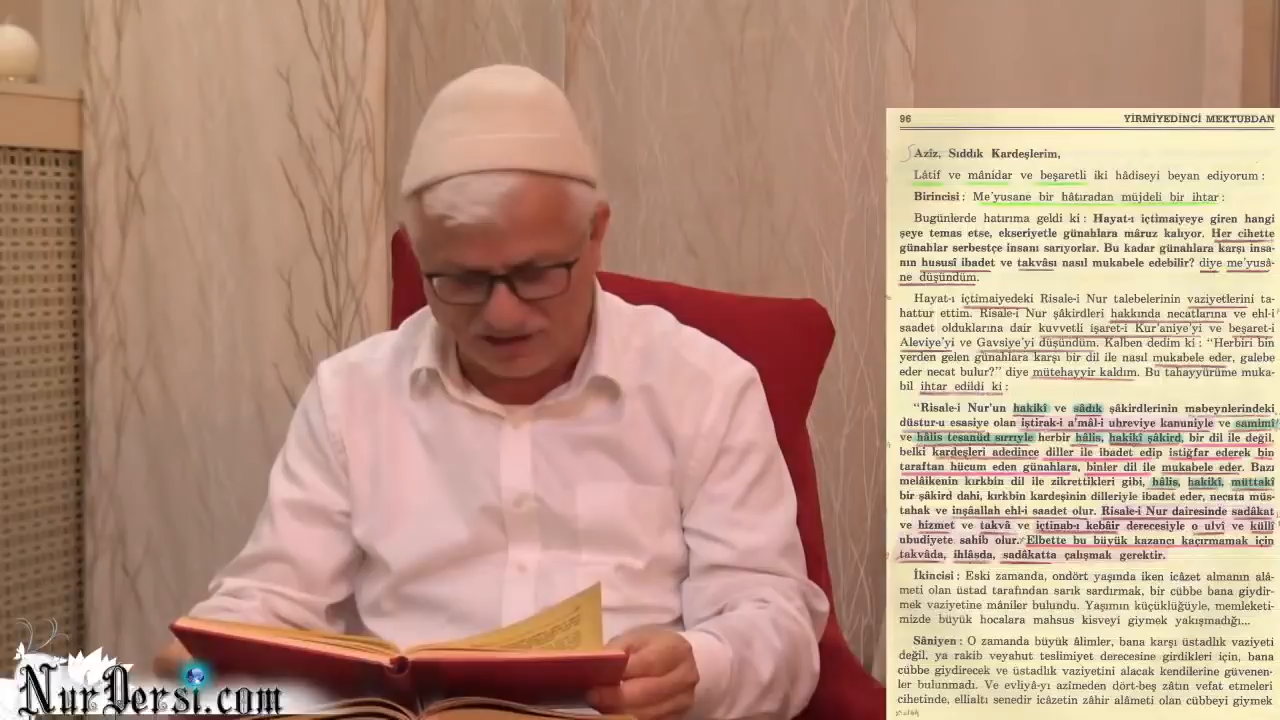 96 YİRMİYEDİNCİ MEKTUBDAN
Azîz, Sıddık Kardeşlerim,
Lâtif ve mânidar ve beşaretli iki hâdiseyi beyan ediyorum :
Birincisi : Me'yusane bir hâtıradan müjdeli bir ihtar :
Bugünlerde hatırıma geldi ki : Hayat-ı içtimaiyeye giren hangi
şeye temas etse, ekseriyetle günahlara mâruz kalıyor. Her cihette
günahlar serbestçe insanı sarıyorlar. Bu kadar günahlara karşı insa-
nın hususî ibadet ve takvâsı nasıl mukabele edebilir? diye me'yusâ-
ne düşündüm.
Hayat-ı içtimaiyedeki Risale-i Nur talebelerinin vaziyetlerini ta-
hattur ettim. Risale-i Nur şâkirdleri hakkında necatlarına ve ehl-i
saadet olduklarına dair kuvvetli işaret-i Kur'aniye'yi ve beşaret-i
Aleviye'yi ve Gavsiye'yi düşündüm. Kalben dedim ki : "Herbiri bin
yerden gelen günahlara karşı bir dil ile nasıl mukabele eder, galebe
eder necat bulur?" diye mütehayyir kaldım. Bu tahayyürüme muka-
bil ihtar edildi ki :
"Risale-i Nur'un hakikî ve sâdık şâkirdlerinin mabeynlerindeki
düstur-u esasiye olan iştirak-i a'mâl-i uhreviye kanuniyle ve samimî
ve hâlis tesanüd sırrıyle herbir hâlis, hakikî şâkird, bir dil ile değil,
belki kardeşleri adedince diller ile ibadet edip istiğfar ederek bin
taraftan hücum eden günahlara, binler dil ile mukabele eder. Bazı
melâikenin kırkbin dil ile zikrettikleri gibi, hâlis, hakikî, müttakî
bir şâkird dahi, kırkbin kardeşinin dilleriyle ibadet eder, necata müs-
tahak ve inşâallah ehl-i saadet olur. Risale-i Nur dairesinde sadâkat
ve hizmet ve takvâ ve içtinab-ı kebâir derecesiyle o ulvî ve küllî
ubudiyete sahib olur. Elbette bu büyük kazancı kaçırmamak için
takvâda, ihlâsda, sadâkatta çalışmak gerektir.
İkincisi : Eski zamanda, ondört yaşında iken icâzet almanın alâ-
meti olan üstad tarafından sarık sardırmak, bir cübbe bana giydir-
mek vaziyetine mâniler bulundu. Yaşımın küçüklüğüyle, memleketi-
mizde büyük hocalara mahsus kisveyi giymek yakışmadığı...
Sâniyen : O zamanda büyük âlimler, bana karşı üstadlık vaziyeti
değil, ya rakib veyahut teslimiyet derecesine girdikleri için, bana
cübbe giydirecek ve üstadlık vaziyetini alacak kendilerine güvenen-
ler bulunmadı. Ve evliyâ-yı azîmeden dört-beş zâtın vefat etmeleri
cihetinde, ellialtı senedir icâzetin zâhir alâmeti olan cübbeyi giymek
NurDersi.com